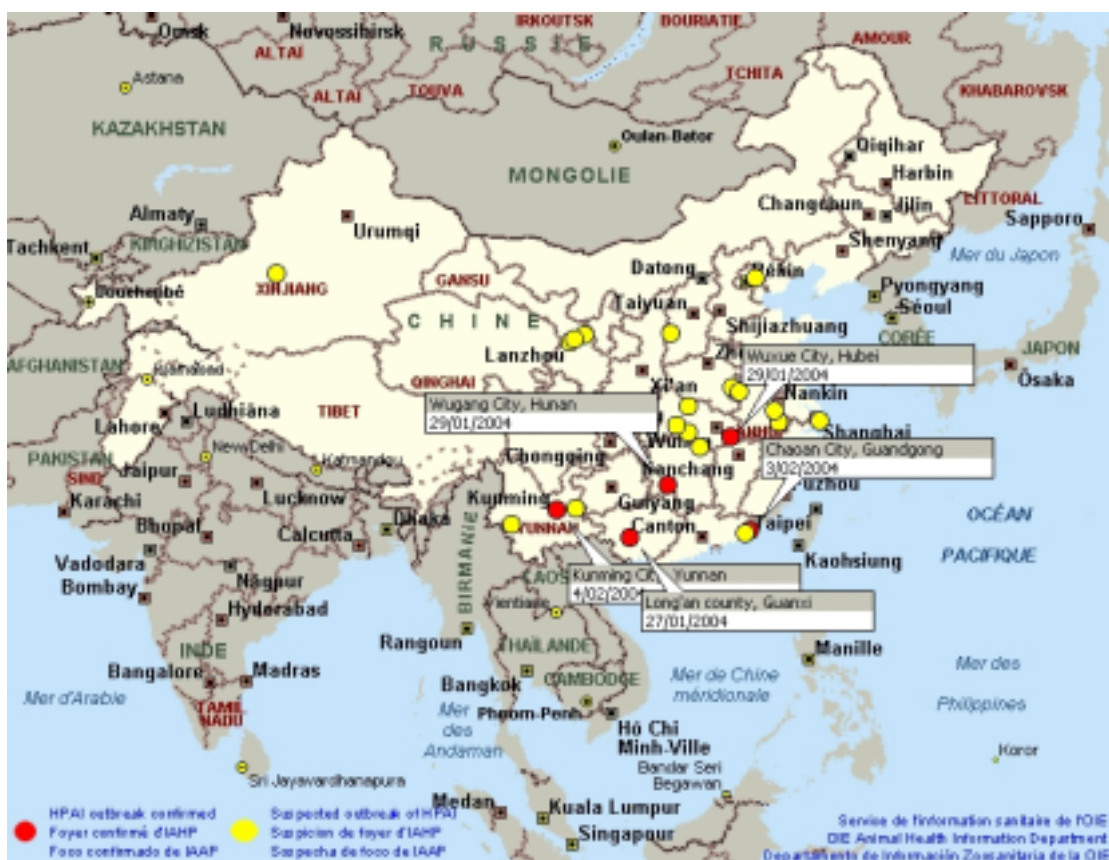 Omsk
Novossibirsk
IRKOUTSK
BOURIATIE
RUSSIE
ALTAI
AMOUR
Astana
TCHITA
ALTAI
TOUVA
KHABAROVSK
KAZAKHSTAN
Oulan-Bator
Qiqihar
MONGOLIE
Harbin
LITTORAL
Almaty
Changchun
Jilin
Sapporo
Urumqi
KIRGHIZISTAN
Tachkent
Shenyang
Mer du Japon
GANSU
Datong
Pékin
XINJIANG
Douchenbé
Pyongyang
Taiyuan
Séoul
CHINE
Shijiazhuang
CORÉE
JAPON
AFGHANISTAN
Lanzhou
Wuxue City, Hubei
29/01/2004
Ōsaka
QINGHAI
Xi'an
Nankin
Wugang City, Hunan
29/01/2004
TIBET
Ludhiāna
Lahore
Shanghai
Chaoan City, Guandgong
3/02/2004
PAKISTAN
New Delhi
Chongqing
Nanchang
Katmandou
SIND
Jaipur
Karachi
Lucknow
Kunming
Guiyang
OCÉAN
PACIFIQUE
Dhaka
YUNNAN
Canton
Taipei
Bhopal
Calcutta
Kaohsiung
Vadodara
Bombay
Nāgpur
BIRMANIE
LAOS
Kunming City, Yunnan
4/02/2004
Long'an county, Guanxi
27/01/2004
Hyderabad
Vientiane
Rangoun
THAÏLANDE
INDE
Manille
Bangalore
Madras
Bangkok
CAMBODGE
Mer de Chine
méridionale
Mer des
Philippines
Mer d'Arabie
TAMIL
NADU
Mer
des
Andaman
Phnom-Penh
Hô Chi
Minh-Ville
Koror
Sri Jayavardhanapura
Bandar Seri
Begawan
Medan
Kuala Lumpur
Singapour
HPAI outbreak confirmed
Foyer confirmé d'IAHP
Foco confirmado de IAAP
Suspected outbreak of HPAI
Suspicion de foyer d'IAHP
Sospecha de foco de IAAP
Service de l'information sanitaire de l'OIE
OIE Animal Health Information Department
Departamento de Información Zoosanitaria de la OIE